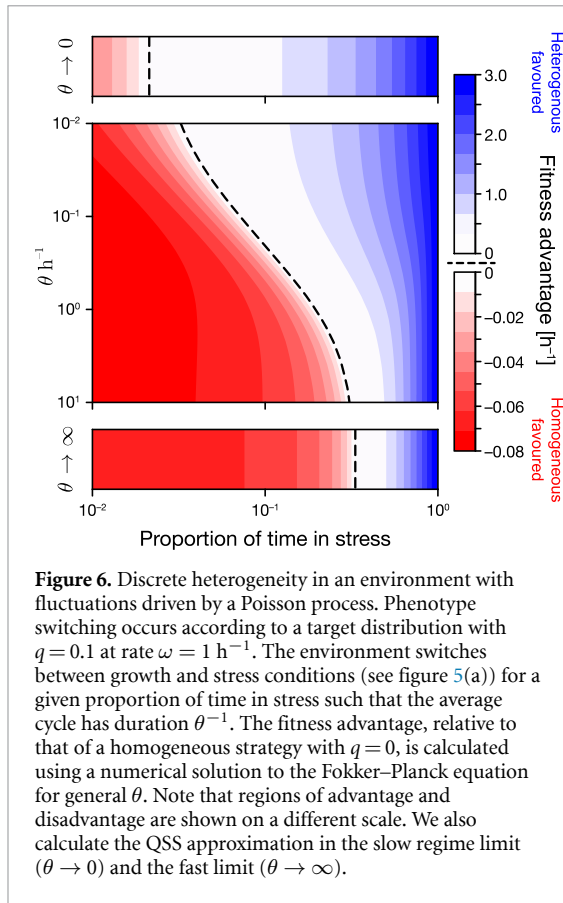 θ → 0
10⁻²
10⁻¹
10⁰
10¹
θ h⁻¹
θ → ∞
10⁻²
10⁻¹
10⁰
Proportion of time in stress
Heterogenous
favoured
3.0
2.0
1.0
0
0
−0.02
−0.04
−0.06
−0.08
Fitness advantage [h⁻¹]
Homogeneous
favoured
Figure 6. Discrete heterogeneity in an environment with
fluctuations driven by a Poisson process. Phenotype
switching occurs according to a target distribution with
q = 0.1 at rate ω = 1 h⁻¹. The environment switches
between growth and stress conditions (see figure 5(a)) for a
given proportion of time in stress such that the average
cycle has duration θ⁻¹. The fitness advantage, relative to
that of a homogeneous strategy with q = 0, is calculated
using a numerical solution to the Fokker–Planck equation
for general θ. Note that regions of advantage and
disadvantage are shown on a different scale. We also
calculate the QSS approximation in the slow regime limit
(θ → 0) and the fast limit (θ → ∞).